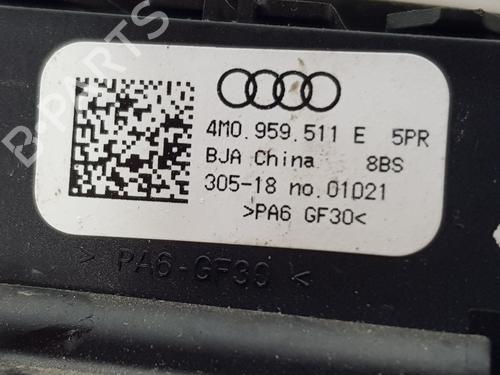 B-PARTS
4M0.959.511 E 5PR
BJA China 8BS
305-18 no.01021
>PA6 GF30<
> PA6-GF30 <